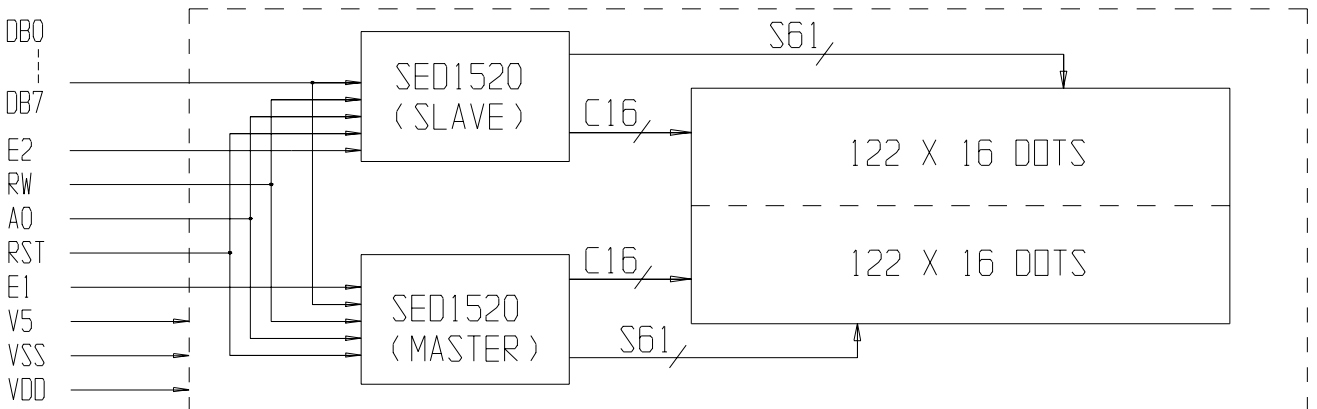 DB0
DB7
E2
RW
A0
RST
E1
V5
VSS
VDD
SED1520
(SLAVE)
S61
C16
122 X 16 DOTS
122 X 16 DOTS
C16
SED1520
(MASTER)
S61